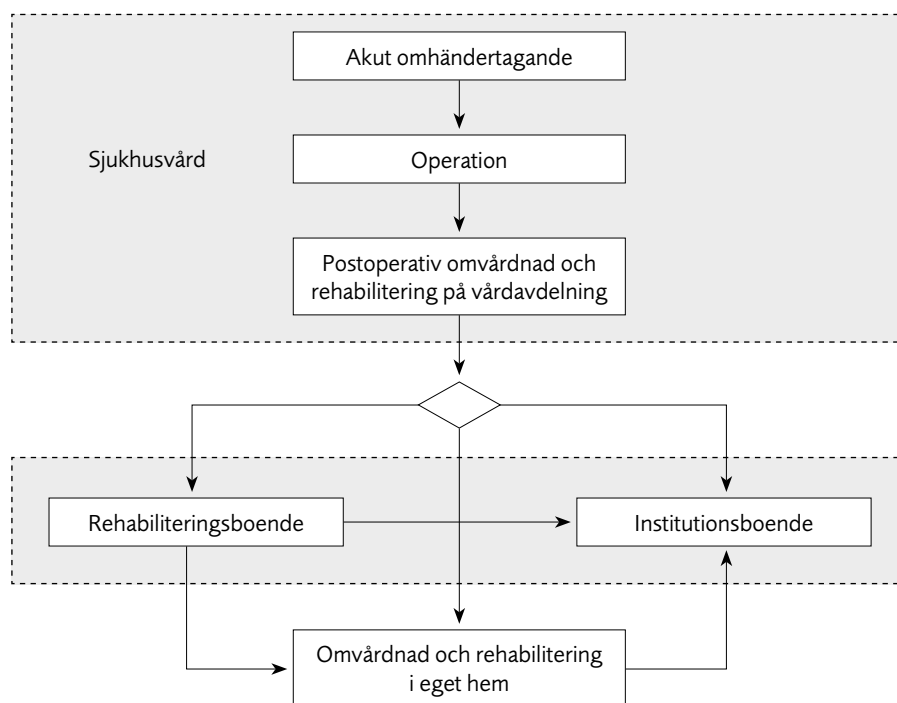 Akut omhändertagande
Sjukhusvård
Operation
Postoperativ omvårdnad och
rehabilitering på vårdavdelning
Rehabiliteringsboende
Institutionsboende
Omvårdnad och rehabilitering
i eget hem